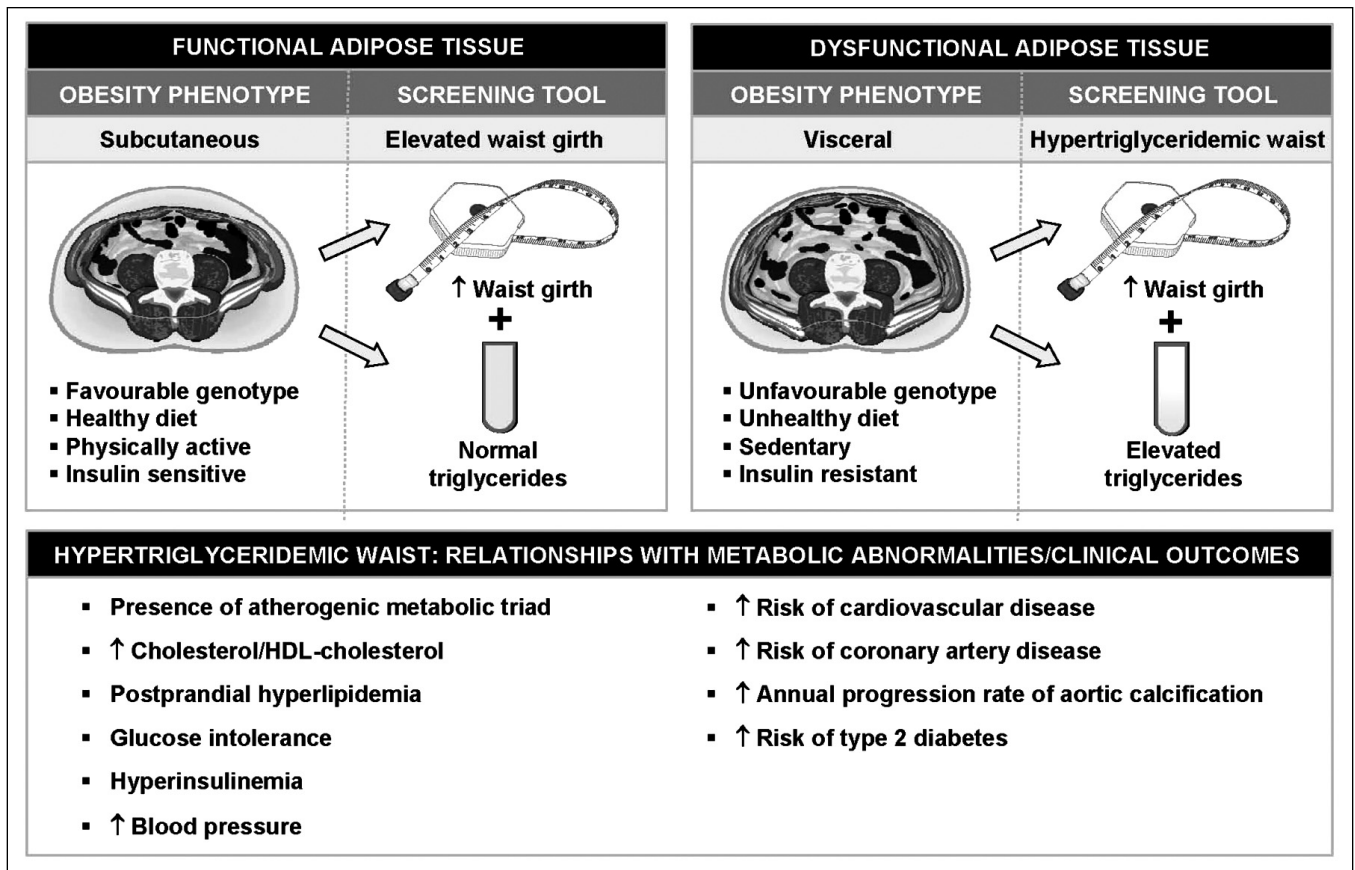 FUNCTIONAL ADIPOSE TISSUE
OBESITY PHENOTYPE
SCREENING TOOL
Subcutaneous
Elevated waist girth
↑ Waist girth
+
▪ Favourable genotype
▪ Healthy diet
▪ Physically active
▪ Insulin sensitive
Normal
triglycerides
DYSFUNCTIONAL ADIPOSE TISSUE
OBESITY PHENOTYPE
SCREENING TOOL
Visceral
Hypertriglyceridemic waist
↑ Waist girth
+
▪ Unfavourable genotype
▪ Unhealthy diet
▪ Sedentary
▪ Insulin resistant
Elevated
triglycerides
HYPERTRIGLYCERIDEMIC WAIST: RELATIONSHIPS WITH METABOLIC ABNORMALITIES/CLINICAL OUTCOMES
▪ Presence of atherogenic metabolic triad
▪ ↑ Cholesterol/HDL-cholesterol
▪ Postprandial hyperlipidemia
▪ Glucose intolerance
▪ Hyperinsulinemia
▪ ↑ Blood pressure
▪ ↑ Risk of cardiovascular disease
▪ ↑ Risk of coronary artery disease
▪ ↑ Annual progression rate of aortic calcification
▪ ↑ Risk of type 2 diabetes